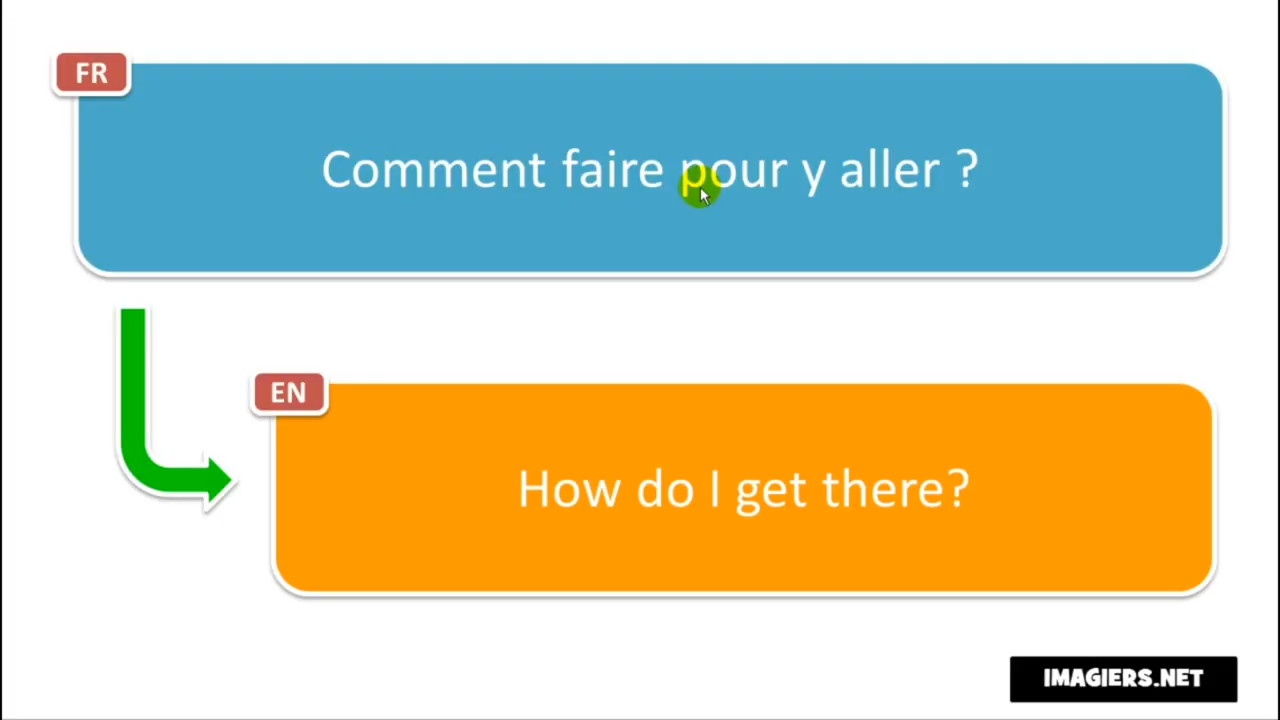 FR
Comment faire pour y aller ?
EN
How do I get there?
IMAGIERS.NET